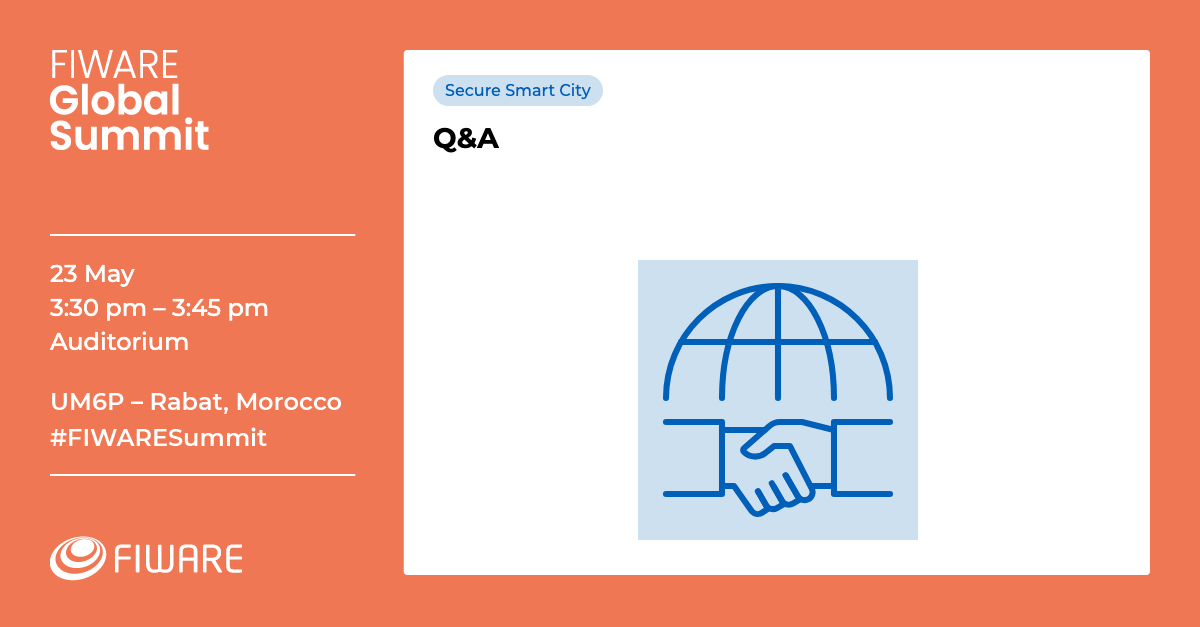 FIWARE
Global
Summit
23 May
3:30 pm – 3:45 pm
Auditorium
UM6P – Rabat, Morocco
#FIWARESummit
FIWARE
Secure Smart City
Q&A